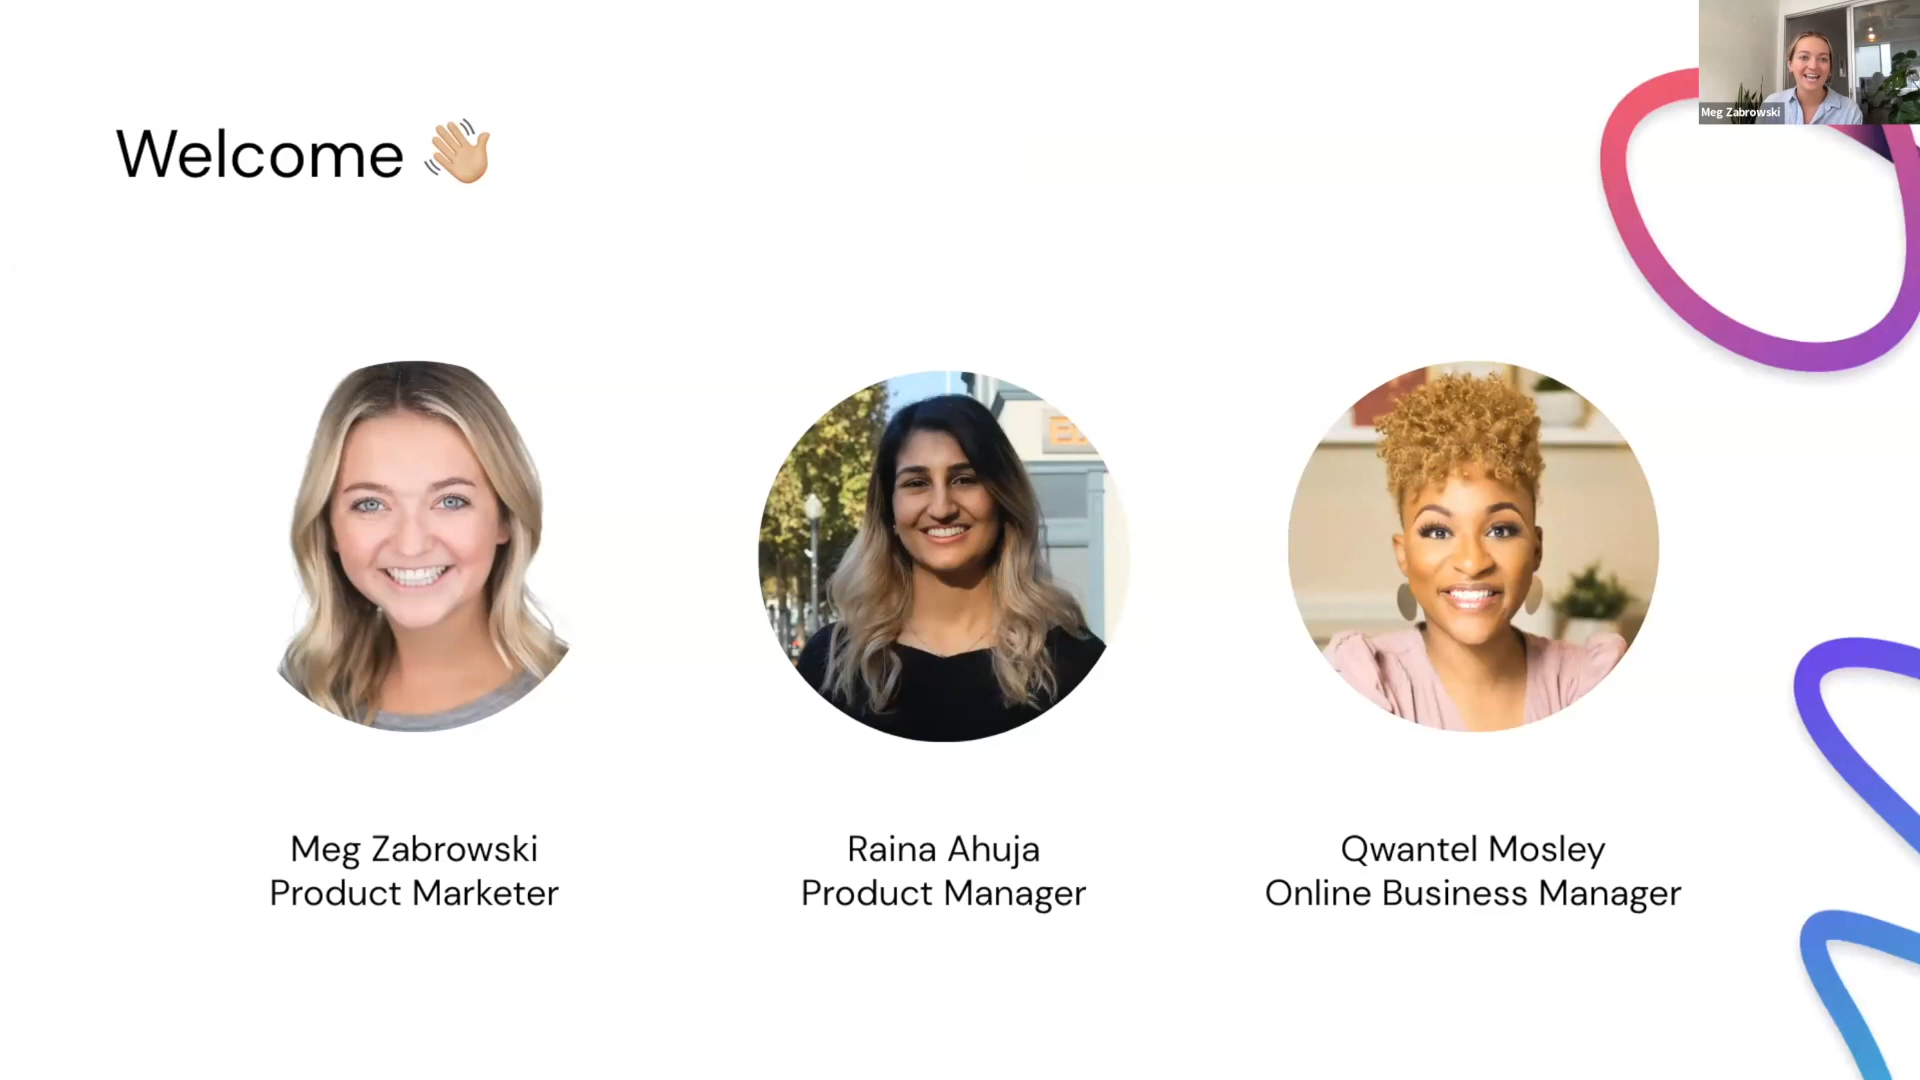 Meg Zabrowski
Welcome 👋🏼
Meg Zabrowski
Product Marketer
Raina Ahuja
Product Manager
Qwantel Mosley
Online Business Manager